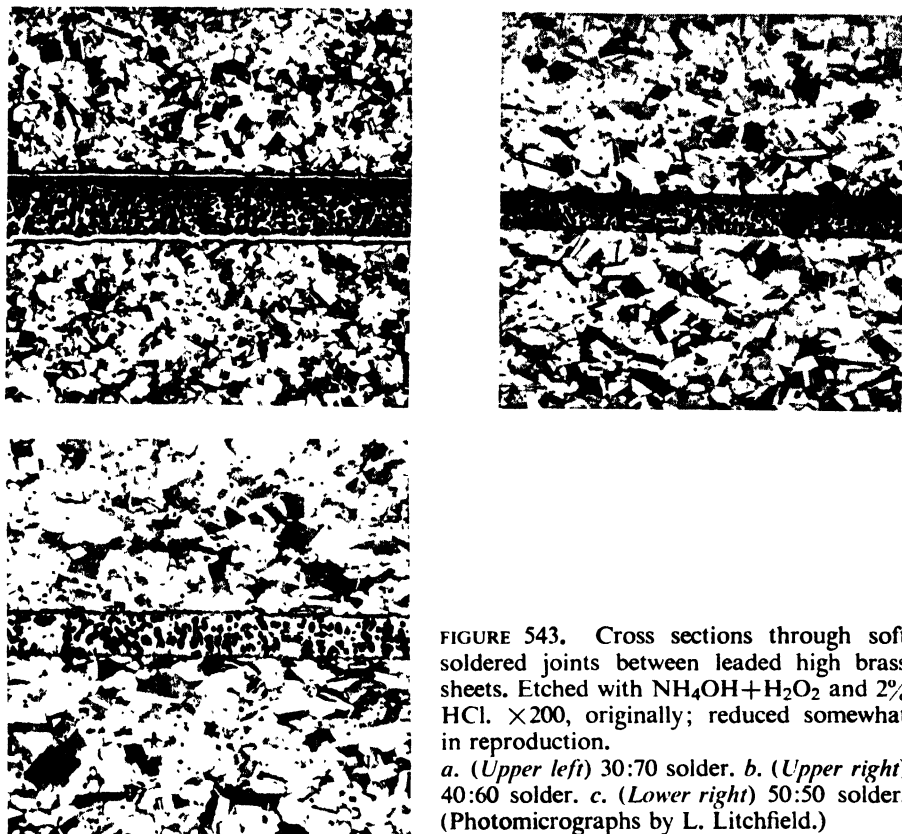 FIGURE 543. Cross sections through soft
soldered joints between leaded high brass
sheets. Etched with NH₄OH+H₂O₂ and 2%
HCl. ×200, originally; reduced somewhat
in reproduction.
a. (Upper left) 30:70 solder. b. (Upper right)
40:60 solder. c. (Lower right) 50:50 solder.
(Photomicrographs by L. Litchfield.)